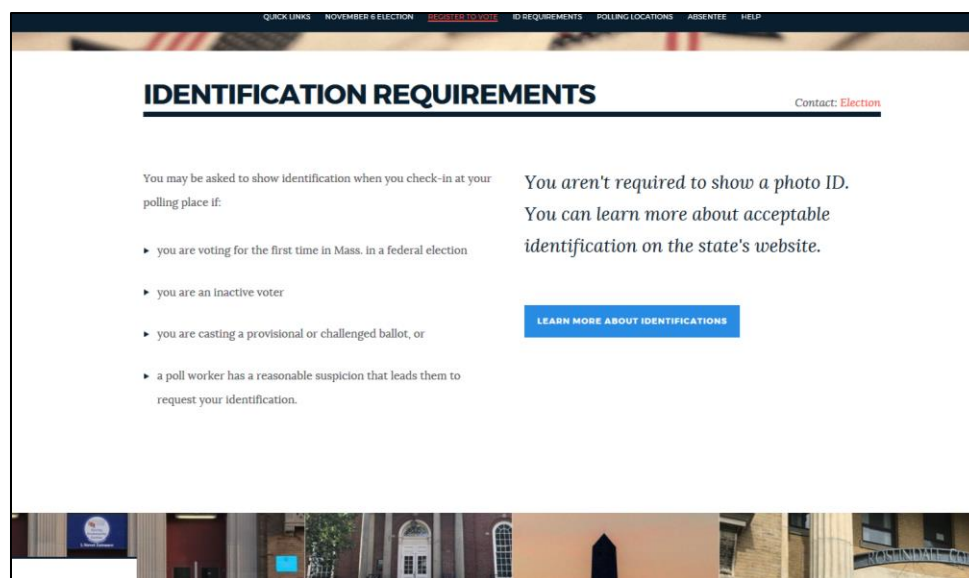 QUICK LINKS NOVEMBER 6 ELECTION REGISTER TO VOTE ID REQUIREMENTS POLLING LOCATIONS ABSENTEE HELP
IDENTIFICATION REQUIREMENTS
Contact: Election
You may be asked to show identification when you check-in at your
polling place if:
▸ you are voting for the first time in Mass. in a federal election
▸ you are an inactive voter
▸ you are casting a provisional or challenged ballot, or
▸ a poll worker has a reasonable suspicion that leads them to
request your identification.
You aren't required to show a photo ID.
You can learn more about acceptable
identification on the state's website.
LEARN MORE ABOUT IDENTIFICATIONS
ROSLINDALE